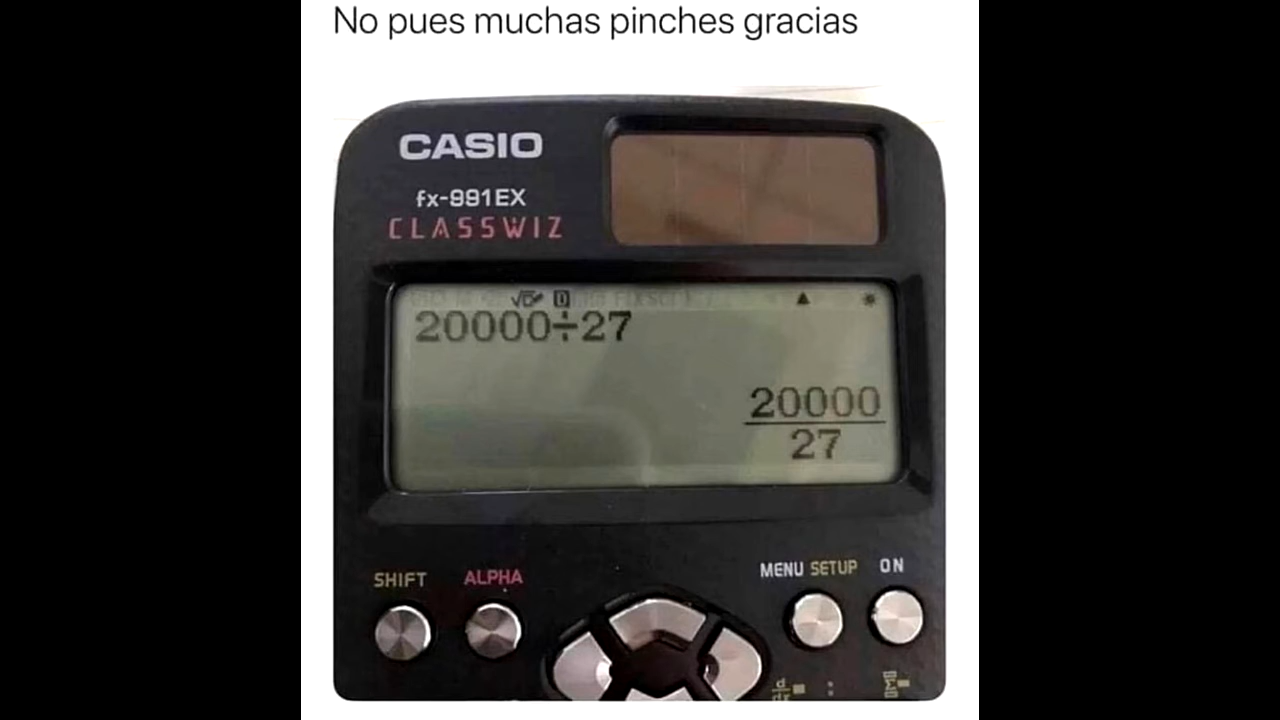 No pues muchas pinches gracias
CASIO
fx-991EX
CLASSWIZ
√ D
20000÷27
20000
27
SHIFT ALPHA MENU SETUP ON